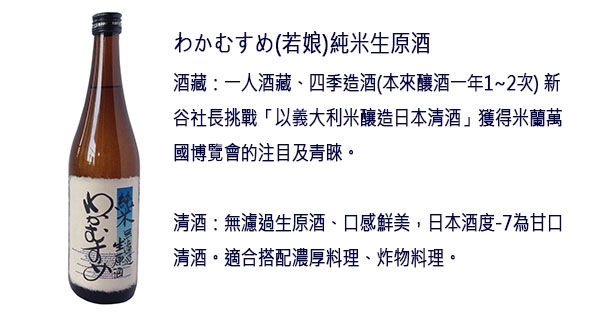 わかむすめ(若娘)純米生原酒
酒藏：一人酒藏、四季造酒(本來釀酒一年1~2次) 新
谷社長挑戰「以義大利米釀造日本清酒」獲得米蘭萬
國博覽會的注目及青睞。
清酒：無濾過生原酒、口感鮮美，日本酒度-7為甘口
清酒。適合搭配濃厚料理、炸物料理。
純米
無濾過
生原酒
わかむすめ